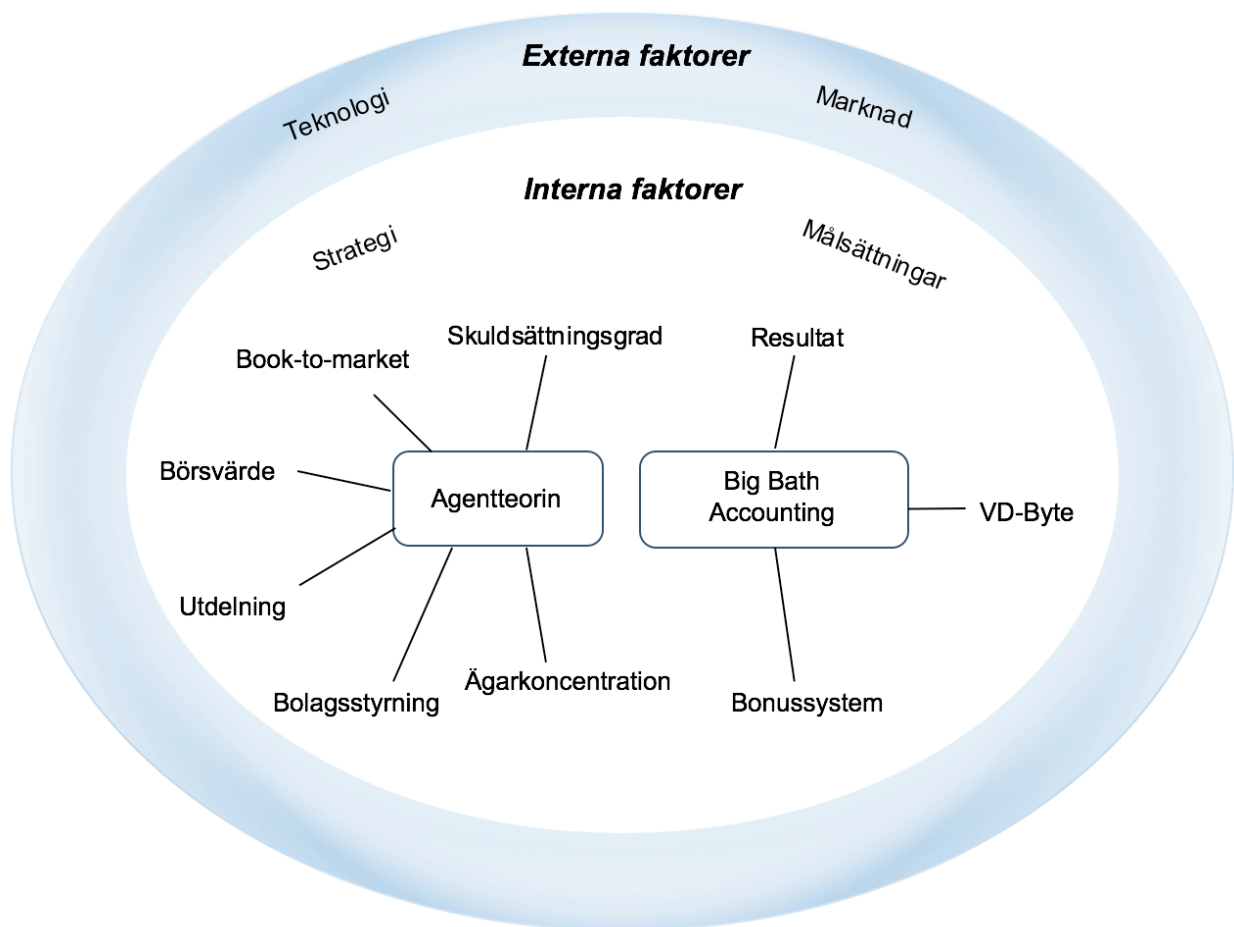 Externa faktorer
Teknologi
Marknad
Interna faktorer
Strategi
Målsättningar
Skuldsättningsgrad
Resultat
Book-to-market
Börsvärde
Agentteorin
Big Bath
Accounting
VD-Byte
Utdelning
Bolagsstyrning
Ägarkoncentration
Bonussystem